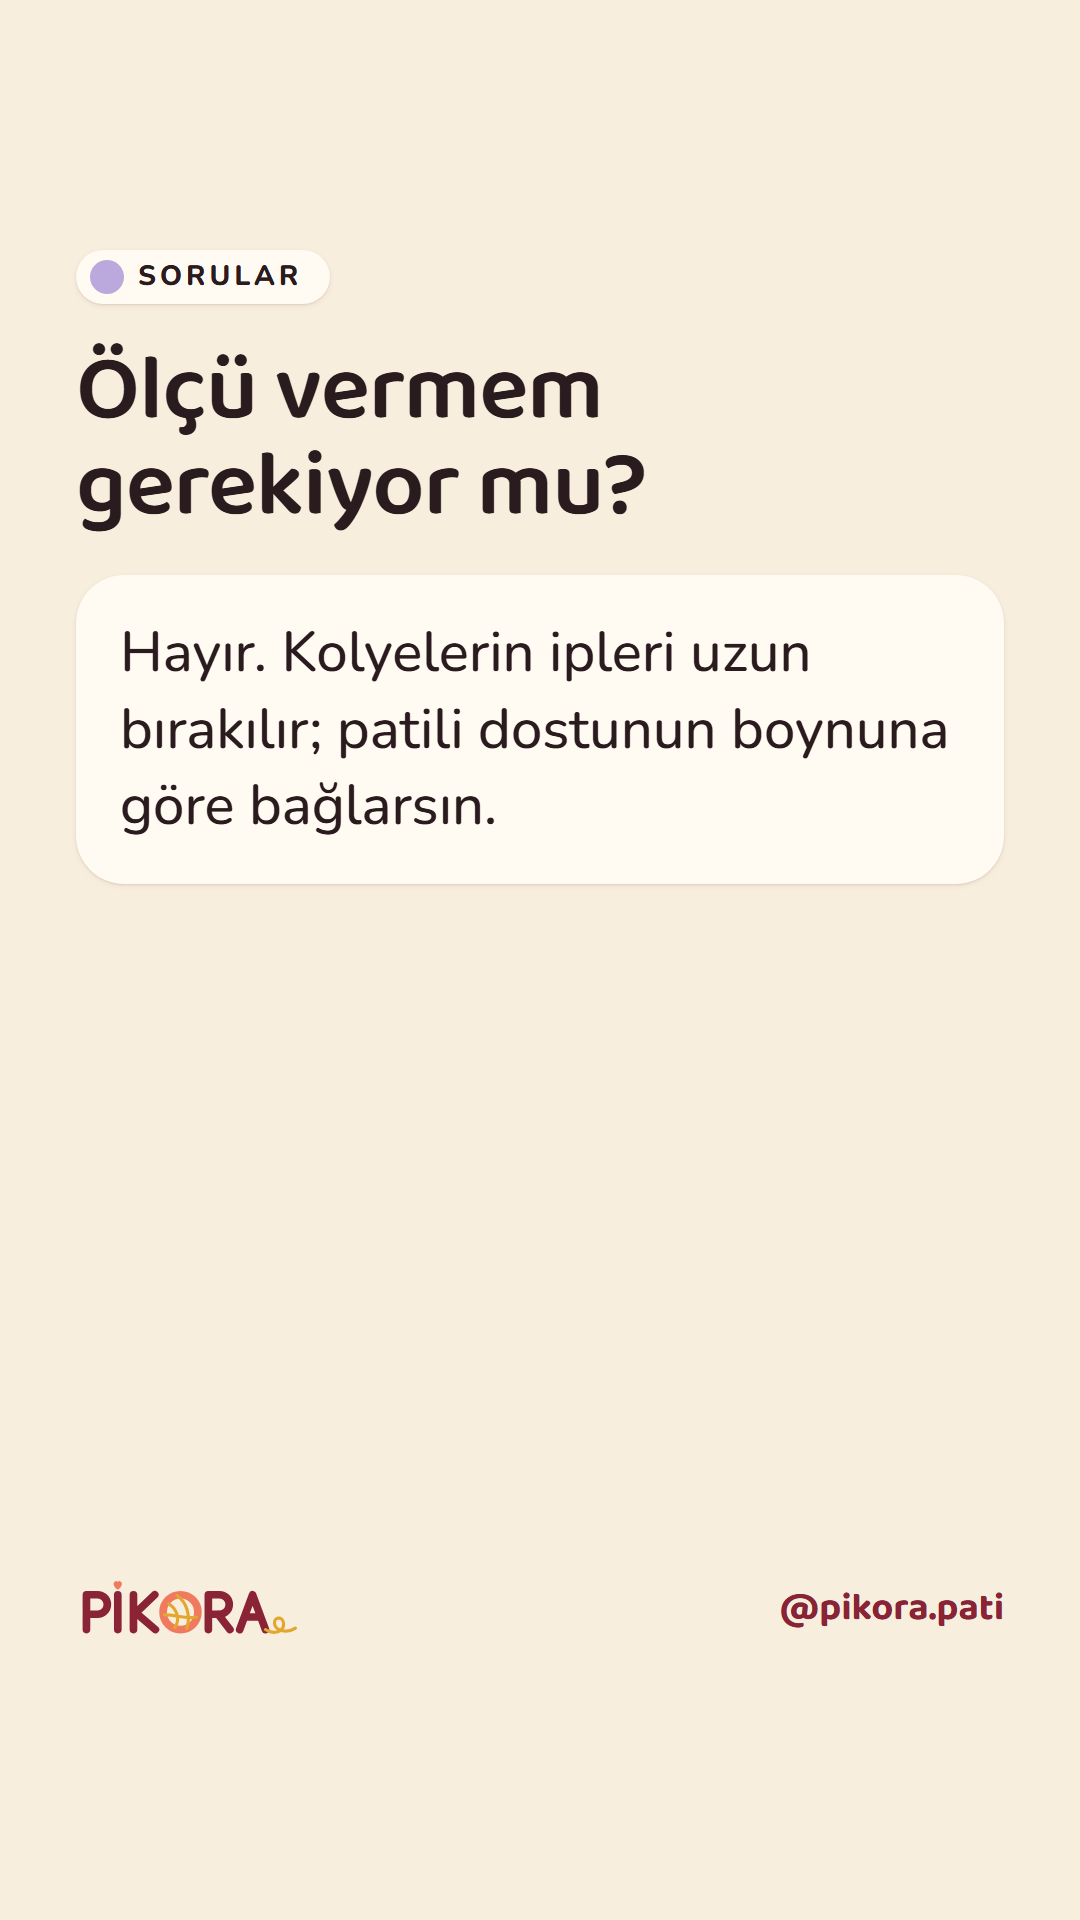 SORULAR
Ölçü vermem
gerekiyor mu?
Hayır. Kolyelerin ipleri uzun
bırakılır; patili dostunun boynuna
göre bağlarsın.
PİKORA
@pikora.pati